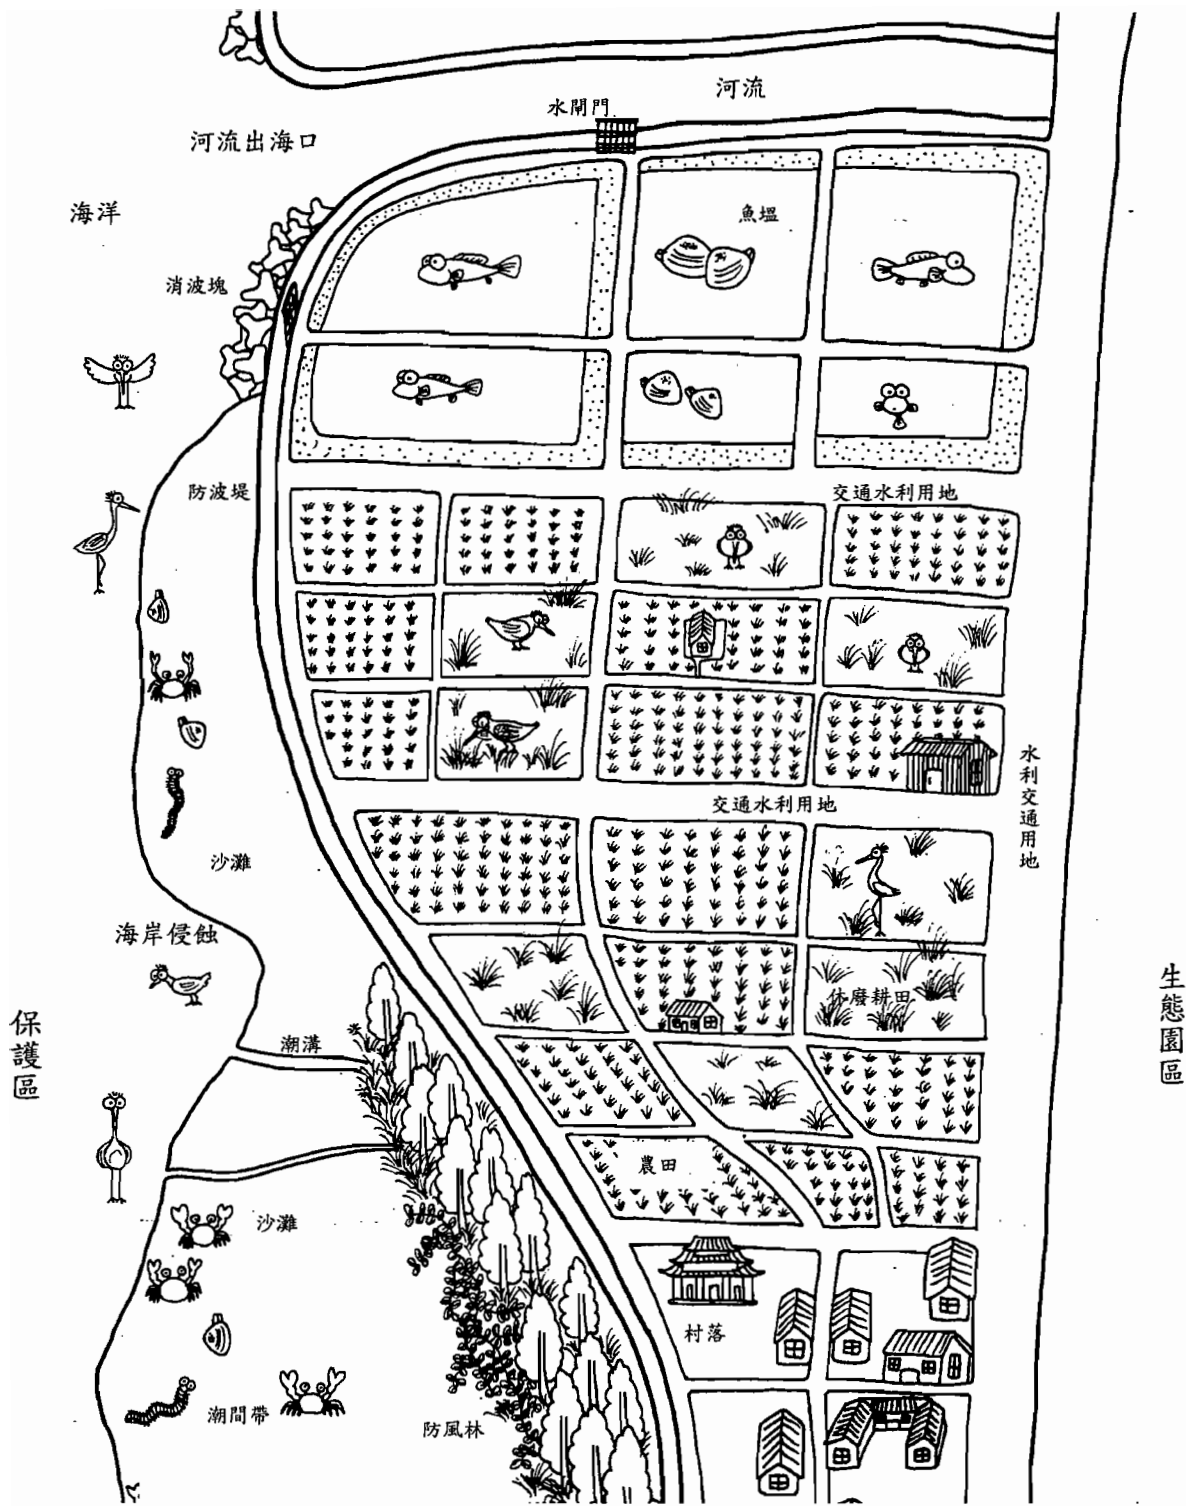 河流
水閘門
河流出海口
海洋
魚塭
消波塊
防波堤
交通水利用地
水利交通用地
交通水利用地
沙灘
海岸侵蝕
生態園區
休廢耕田
保護區
潮溝
農田
沙灘
村落
潮間帶
防風林